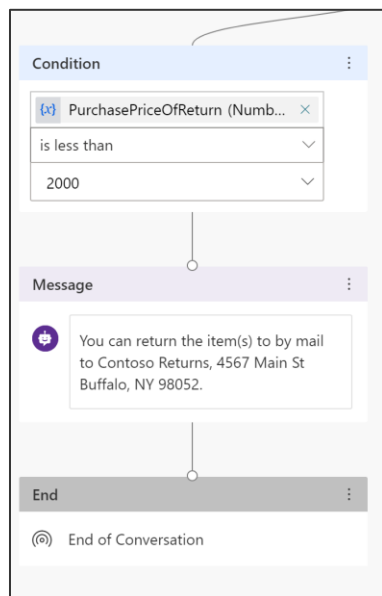 Condition
{x} PurchasePriceOfReturn (Numb...
is less than
2000
Message
You can return the item(s) to by mail
to Contoso Returns, 4567 Main St
Buffalo, NY 98052.
End
End of Conversation